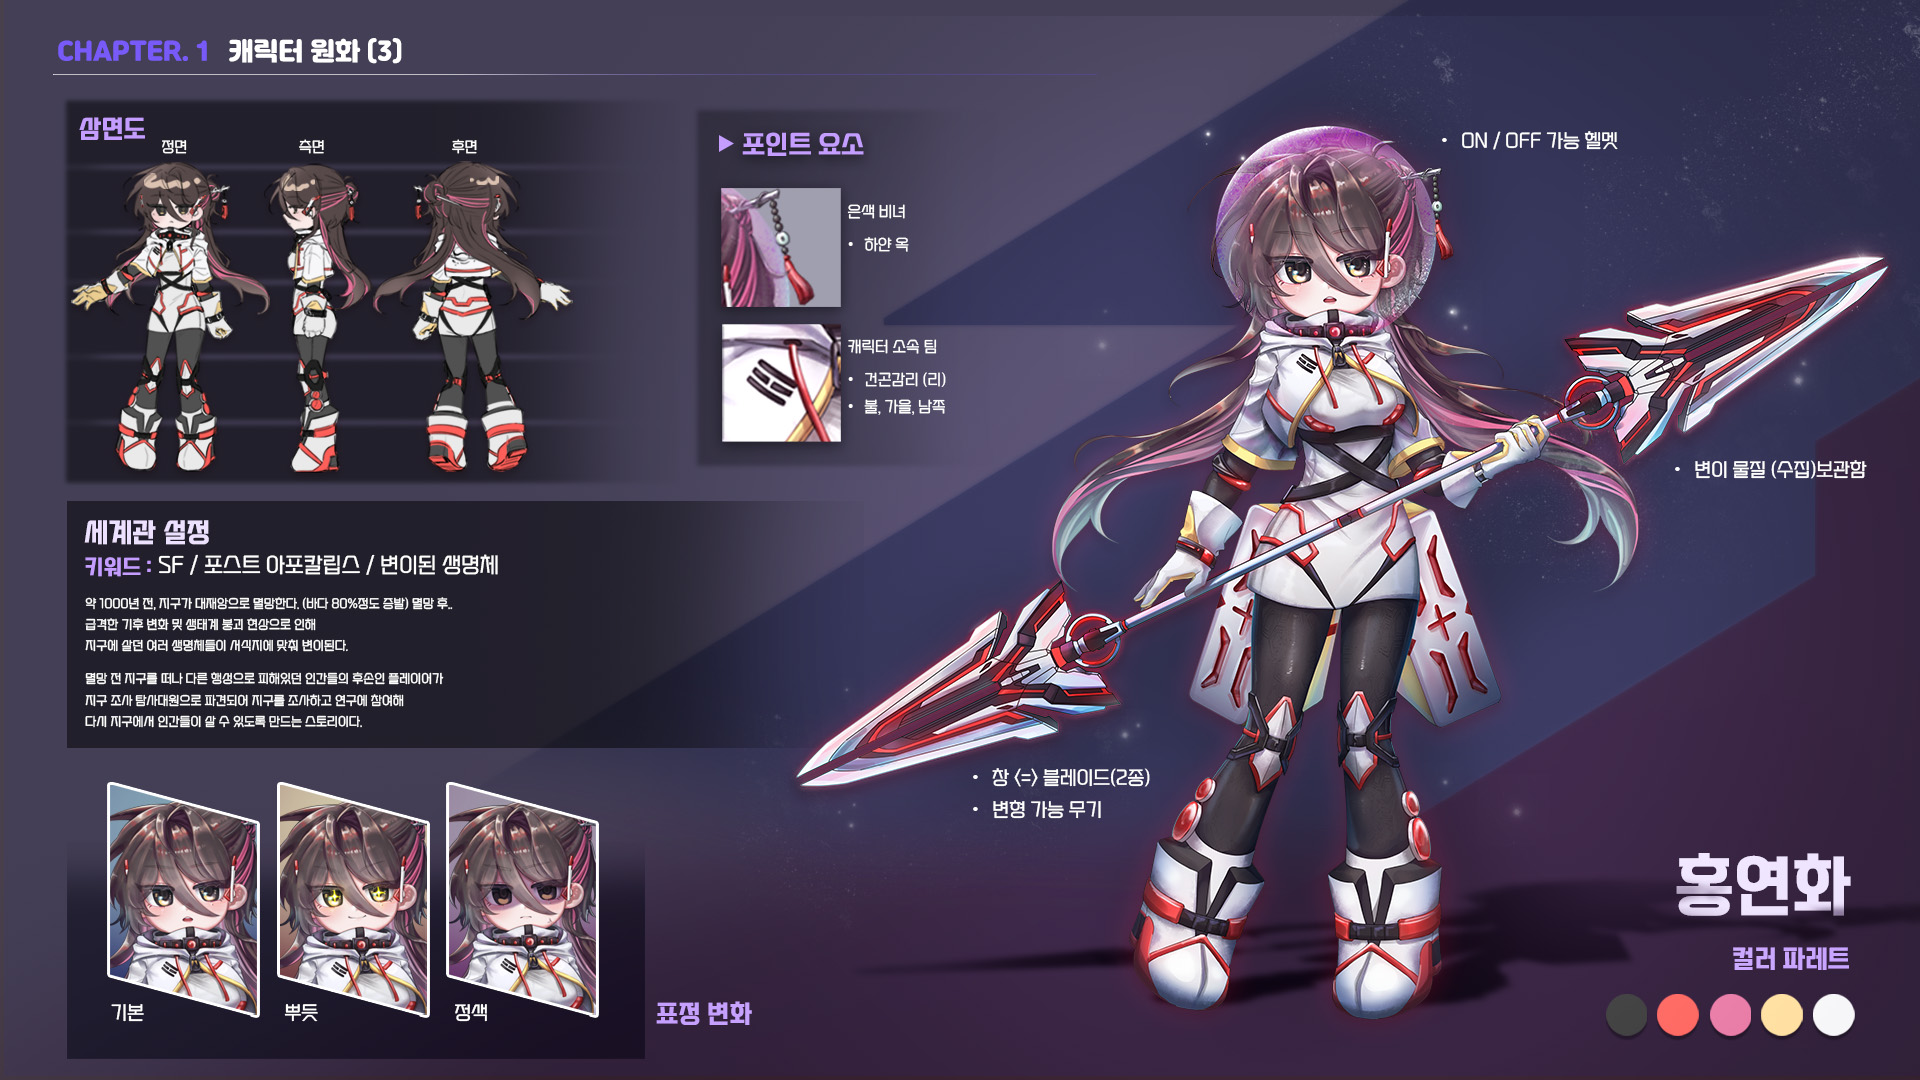 CHAPTER. 1 캐릭터 원화 (3)
삼면도
정면 측면 후면
▶ 포인트 요소
은색 비녀
• 하얀 옥
캐릭터 소속 팀
• 건곤감리 (리)
• 불, 가을, 남쪽
세계관 설정
키워드 : SF / 포스트 아포칼립스 / 변이된 생명체
약 1000년 전, 지구가 대재앙으로 멸망한다. (바다 80%정도 증발) 멸망 후..
급격한 기후 변화 및 생태계 붕괴 현상으로 인해
지구에 살던 여러 생명체들이 서식지에 맞춰 변이된다.
멸망 전 지구를 떠나 다른 행성으로 피해있던 인간들의 후손인 플레이어가
지구 조사 탐사대원으로 파견되어 지구를 조사하고 연구에 참여해
다시 지구에서 인간들이 살 수 있도록 만드는 스토리이다.
기본 뿌듯 정색
표정 변화
• ON / OFF 가능 헬멧
• 변이 물질 (수집)보관함
• 창 <=> 블레이드(2종)
• 변형 가능 무기
홍연화
컬러 파레트